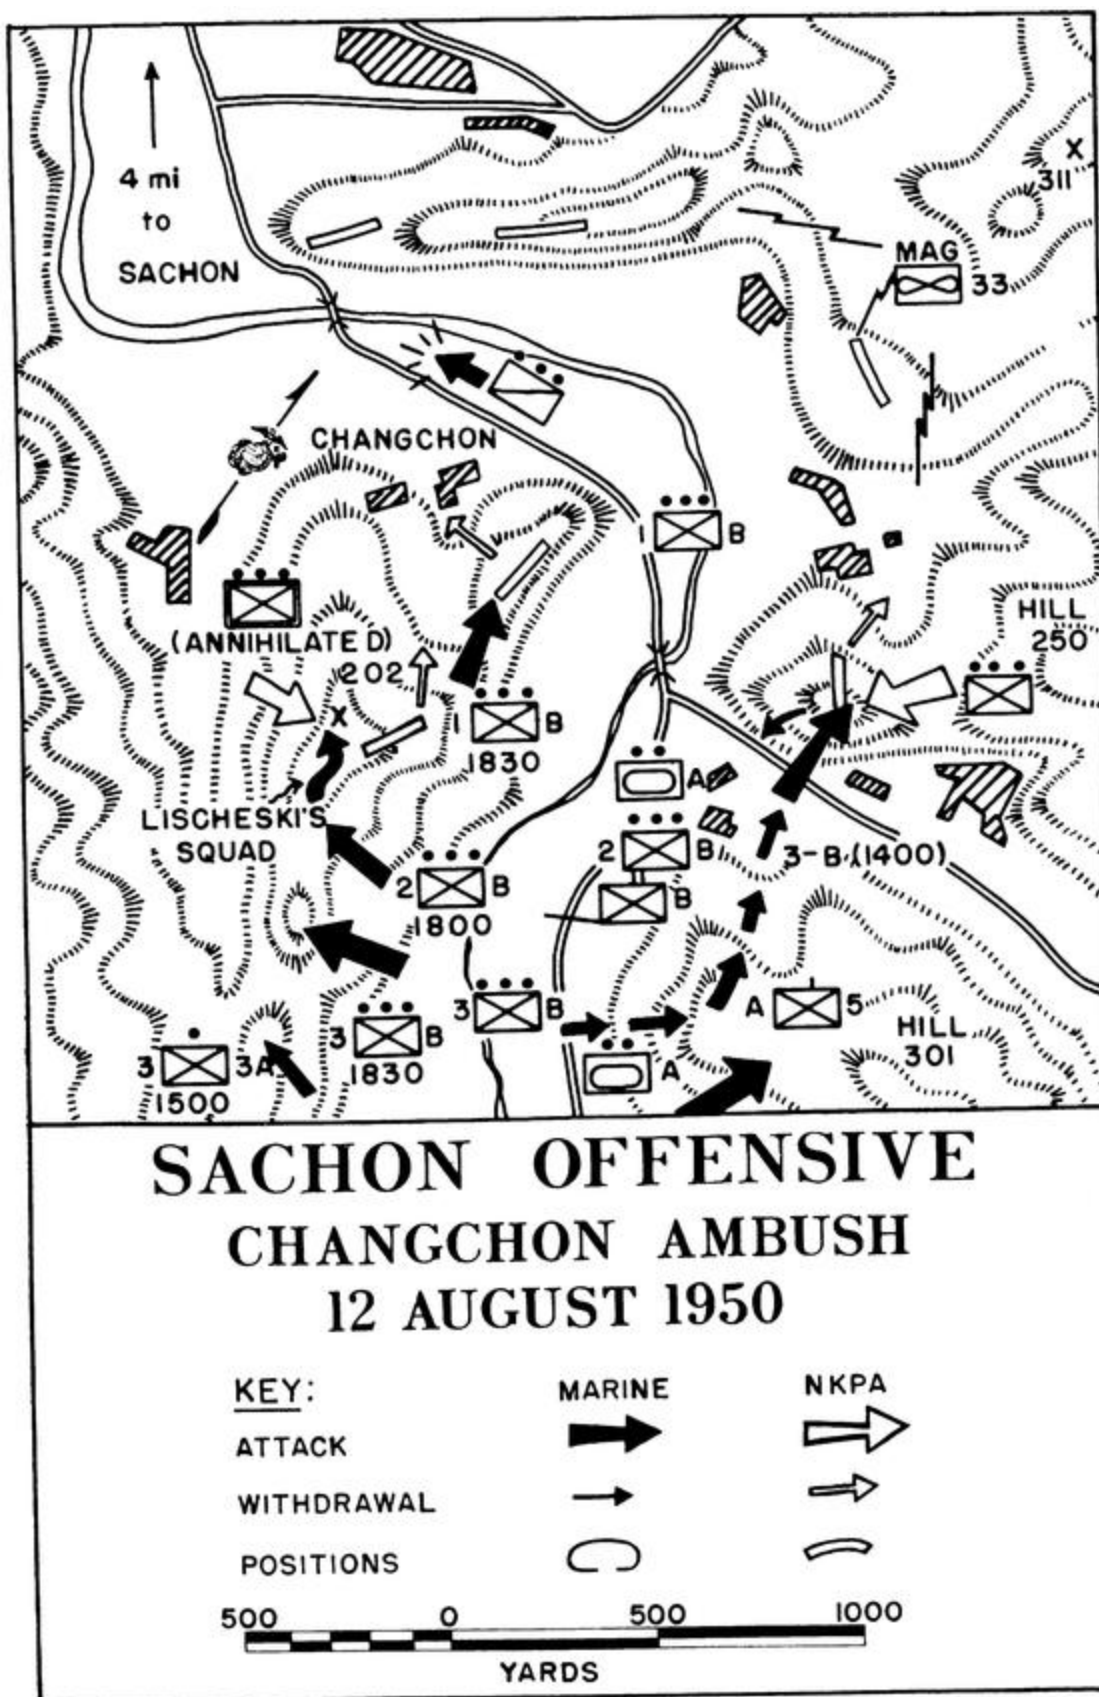 4 mi
to
SACHON
X
311
MAG
33
CHANGCHON
B
(ANNIHILATED)
202
X
HILL
250
1 B
1830
A
LISCHESKI'S
SQUAD
2 B
3-B (1400)
2 B
1800
B
3 B
A 5
HILL
301
3 3A
1500
3 B
1830
A
SACHON OFFENSIVE
CHANGCHON AMBUSH
12 AUGUST 1950
KEY: MARINE NKPA
ATTACK
WITHDRAWAL
POSITIONS
500 0 500 1000
YARDS